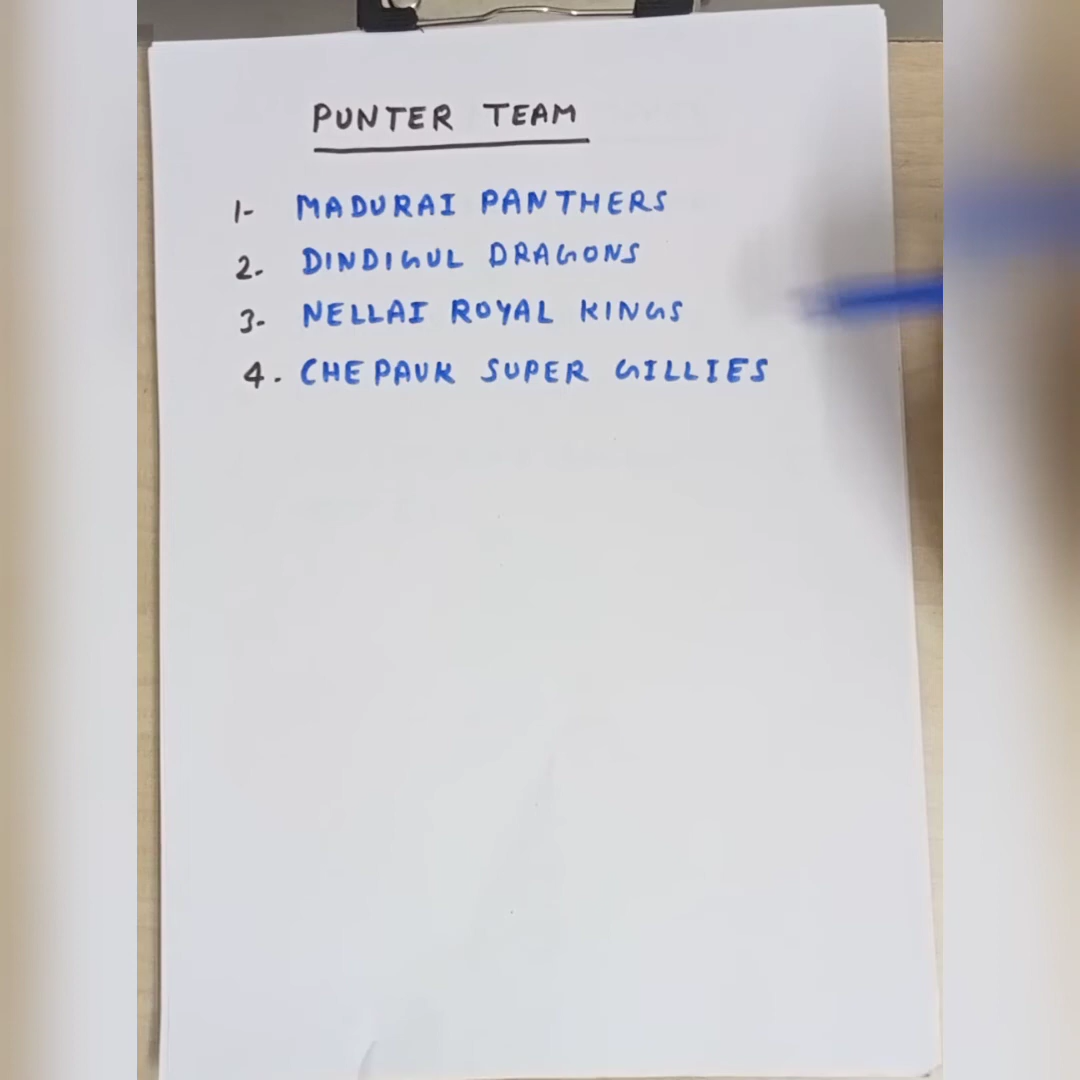 PUNTER TEAM
1- MADURAI PANTHERS
2. DINDIGUL DRAGONS
3- NELLAI ROYAL KINGS
4. CHEPAUK SUPER GILLIES